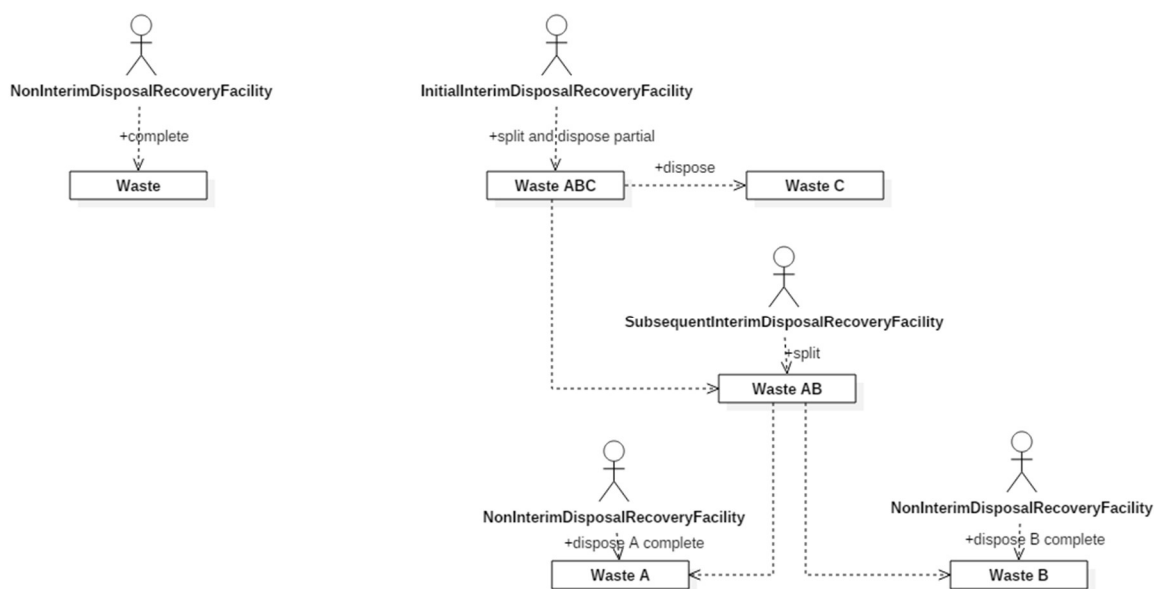 NonInterimDisposalRecoveryFacility
+complete
Waste
InitialInterimDisposalRecoveryFacility
+split and dispose partial
Waste ABC
+dispose
Waste C
SubsequentInterimDisposalRecoveryFacility
+split
Waste AB
NonInterimDisposalRecoveryFacility
+dispose A complete
Waste A
NonInterimDisposalRecoveryFacility
+dispose B complete
Waste B